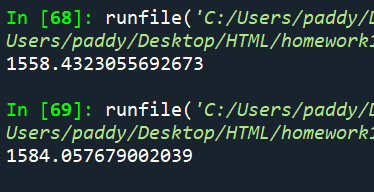 In [68]: runfile('C:/Users/paddy/
Users/paddy/Desktop/HTML/homework1
1558.4323055692673
In [69]: runfile('C:/Users/paddy/
Users/paddy/Desktop/HTML/homework1
1584.057679002039